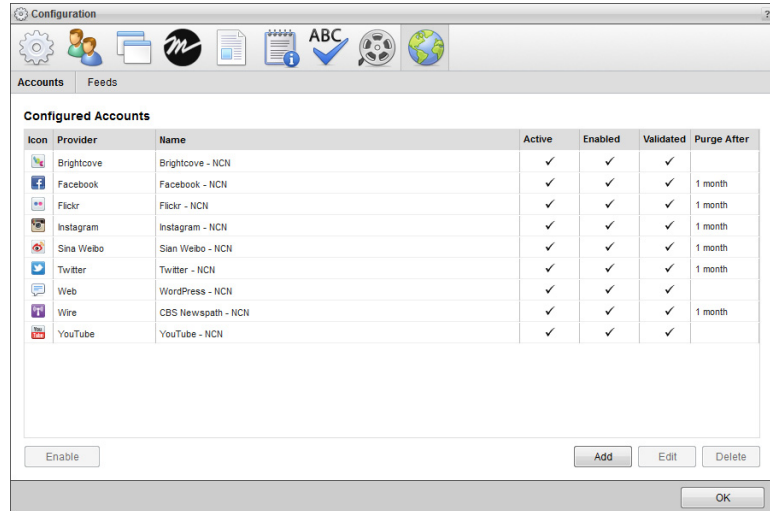 Configuration ?
ABC
Accounts Feeds
Configured Accounts
Icon Provider Name Active Enabled Validated Purge After
Brightcove Brightcove - NCN
Facebook Facebook - NCN 1 month
Flickr Flickr - NCN 1 month
Instagram Instagram - NCN 1 month
Sina Weibo Sian Weibo - NCN 1 month
Twitter Twitter - NCN 1 month
Web WordPress - NCN
Wire CBS Newspath - NCN 1 month
You Tube YouTube YouTube - NCN
Enable Add Edit Delete
OK